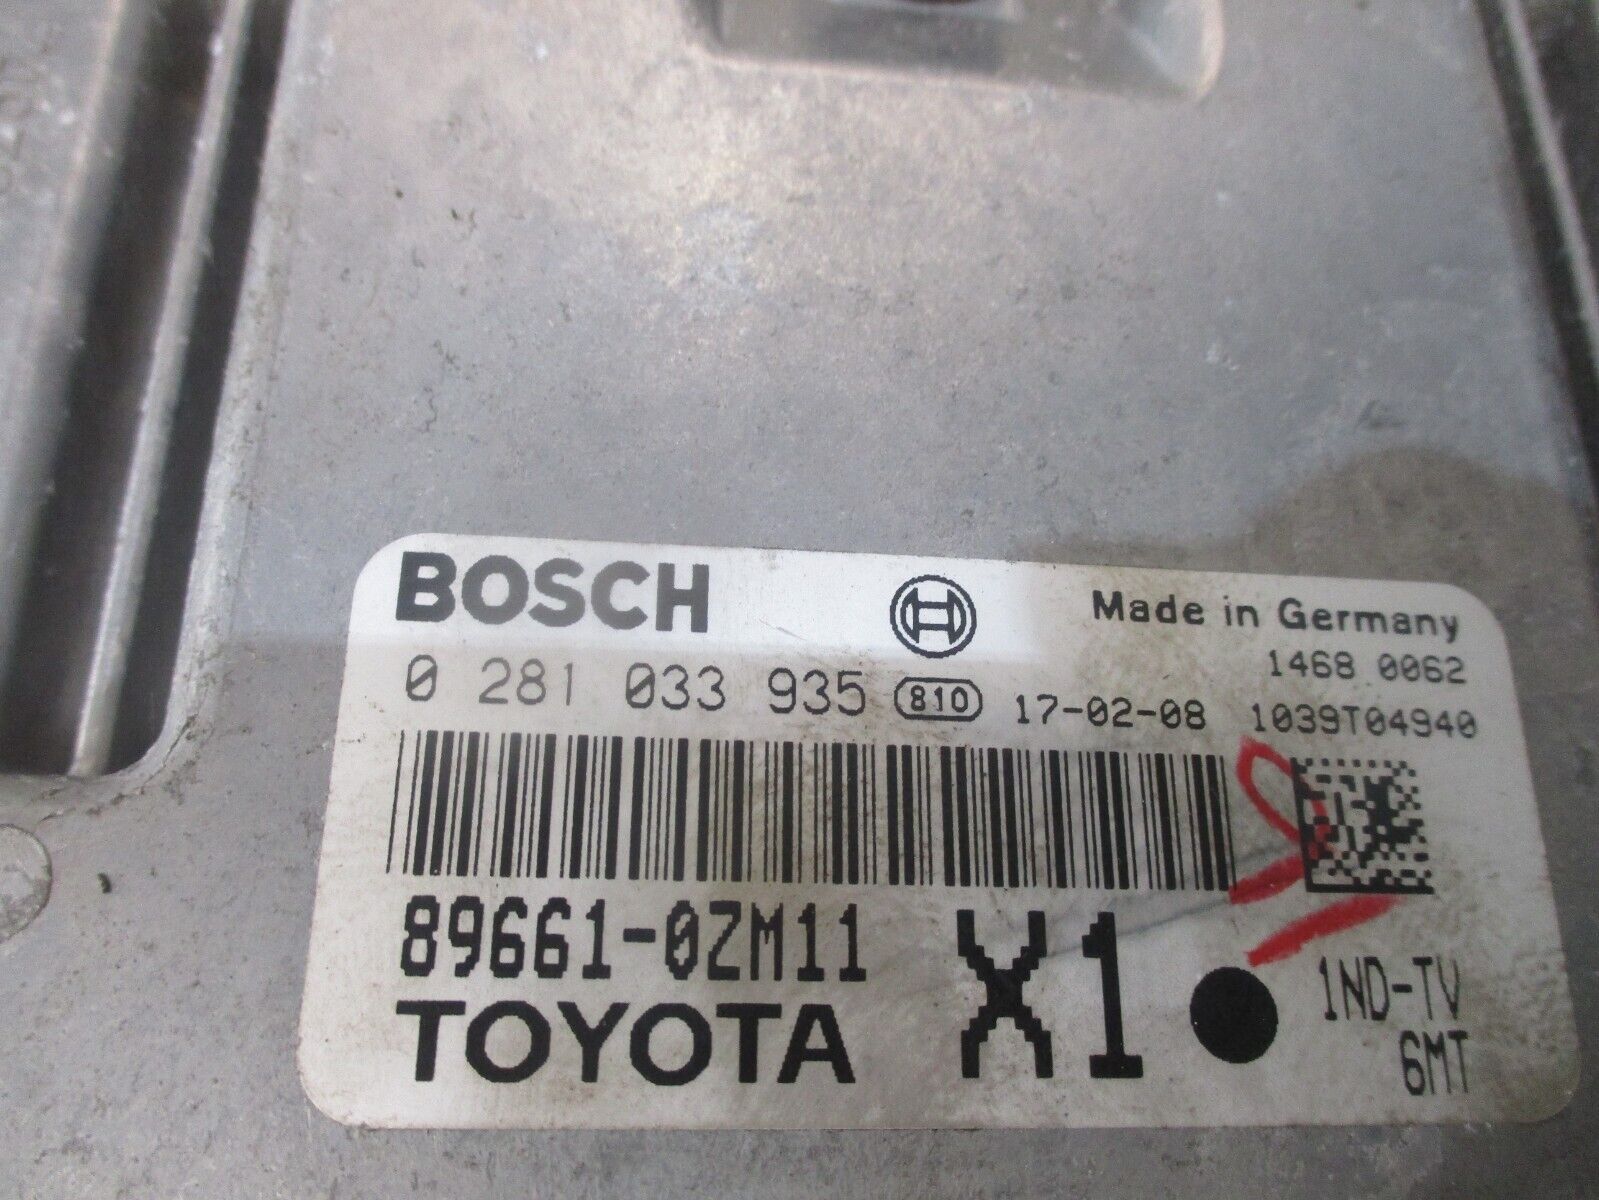 BOSCH
Made in Germany
1468 0062
0 281 033 935 810 17-02-08 1039T04940
89661-0ZM11 X1
1ND-TV
TOYOTA
6MT